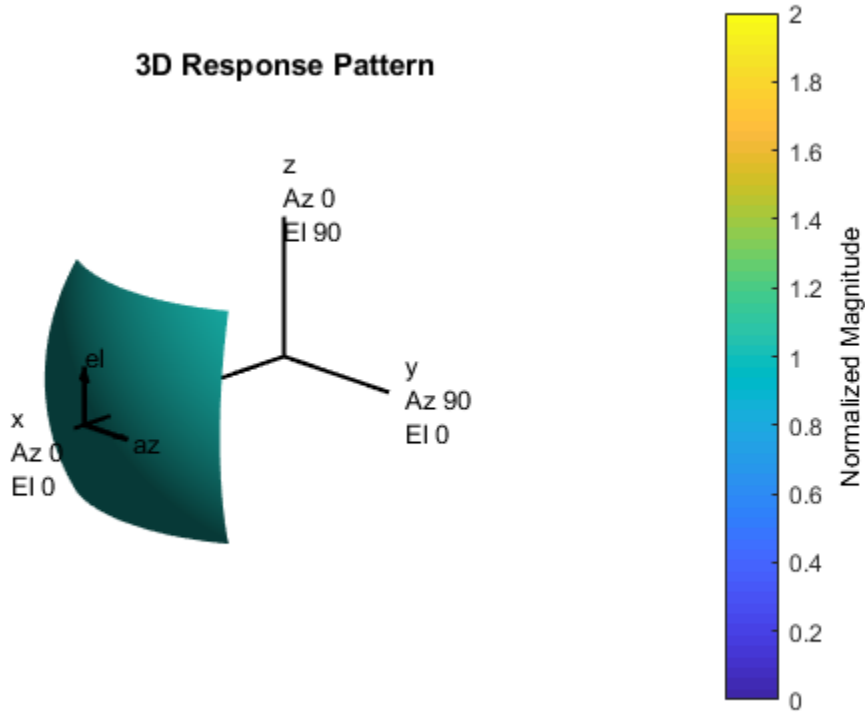 3D Response Pattern
z
Az 0
El 90
el
az
x
Az 0
El 0
y
Az 90
El 0
2
1.8
1.6
1.4
1.2
1
0.8
0.6
0.4
0.2
0
Normalized Magnitude